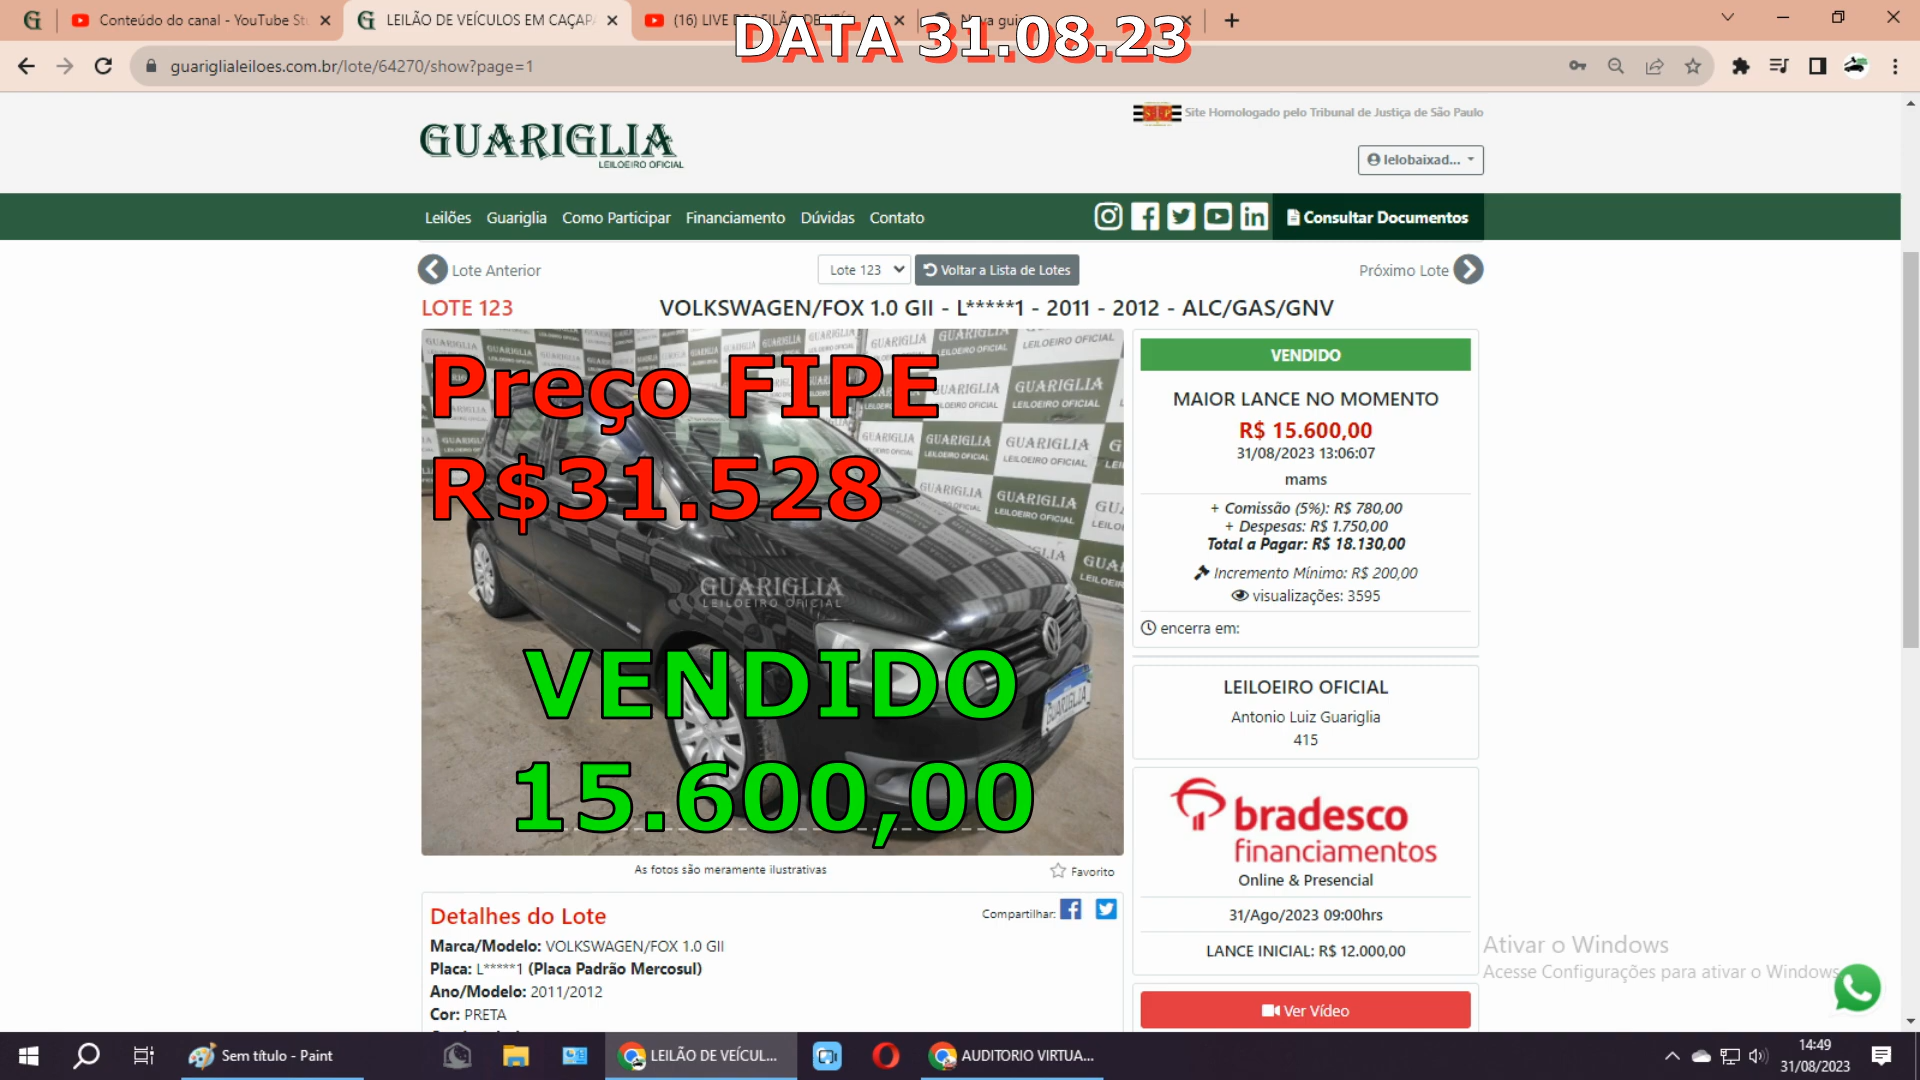 Conteúdo do canal - YouTube St
LEILÃO DE VEÍCULOS EM CAÇAP
(16) LIVE
DATA 31.08.23
guariglialeiloes.com.br/lote/64270/show?page=1
GUARIGLIA
LEILOEIRO OFICIAL
Site Homologado pelo Tribunal de Justiça de São Paulo
lelobaixad...
Leilões
Guariglia
Como Participar
Financiamento
Dúvidas
Contato
Consultar Documentos
Lote Anterior
Lote 123
Voltar a Lista de Lotes
Próximo Lote
LOTE 123
VOLKSWAGEN/FOX 1.0 GII - L*****1 - 2011 - 2012 - ALC/GAS/GNV
Preço FIPE
R$31.528
GUARIGLIA
LEILOEIRO OFICIAL
GUARIGLIA
VENDIDO
15.600,00
As fotos são meramente ilustrativas
Favorito
VENDIDO
MAIOR LANCE NO MOMENTO
R$ 15.600,00
31/08/2023 13:06:07
mams
+ Comissão (5%): R$ 780,00
+ Despesas: R$ 1.750,00
Total a Pagar: R$ 18.130,00
Incremento Mínimo: R$ 200,00
visualizações: 3595
encerra em:
LEILOEIRO OFICIAL
Antonio Luiz Guariglia
415
bradesco
financiamentos
Online & Presencial
31/Ago/2023 09:00hrs
LANCE INICIAL: R$ 12.000,00
Ver Vídeo
Detalhes do Lote
Compartilhar:
Marca/Modelo: VOLKSWAGEN/FOX 1.0 GII
Placa: L*****1 (Placa Padrão Mercosul)
Ano/Modelo: 2011/2012
Cor: PRETA
Ativar o Windows
Acesse Configurações para ativar o Windows
Sem título - Paint
LEILÃO DE VEÍCUL...
AUDITORIO VIRTUA...
14:49
31/08/2023